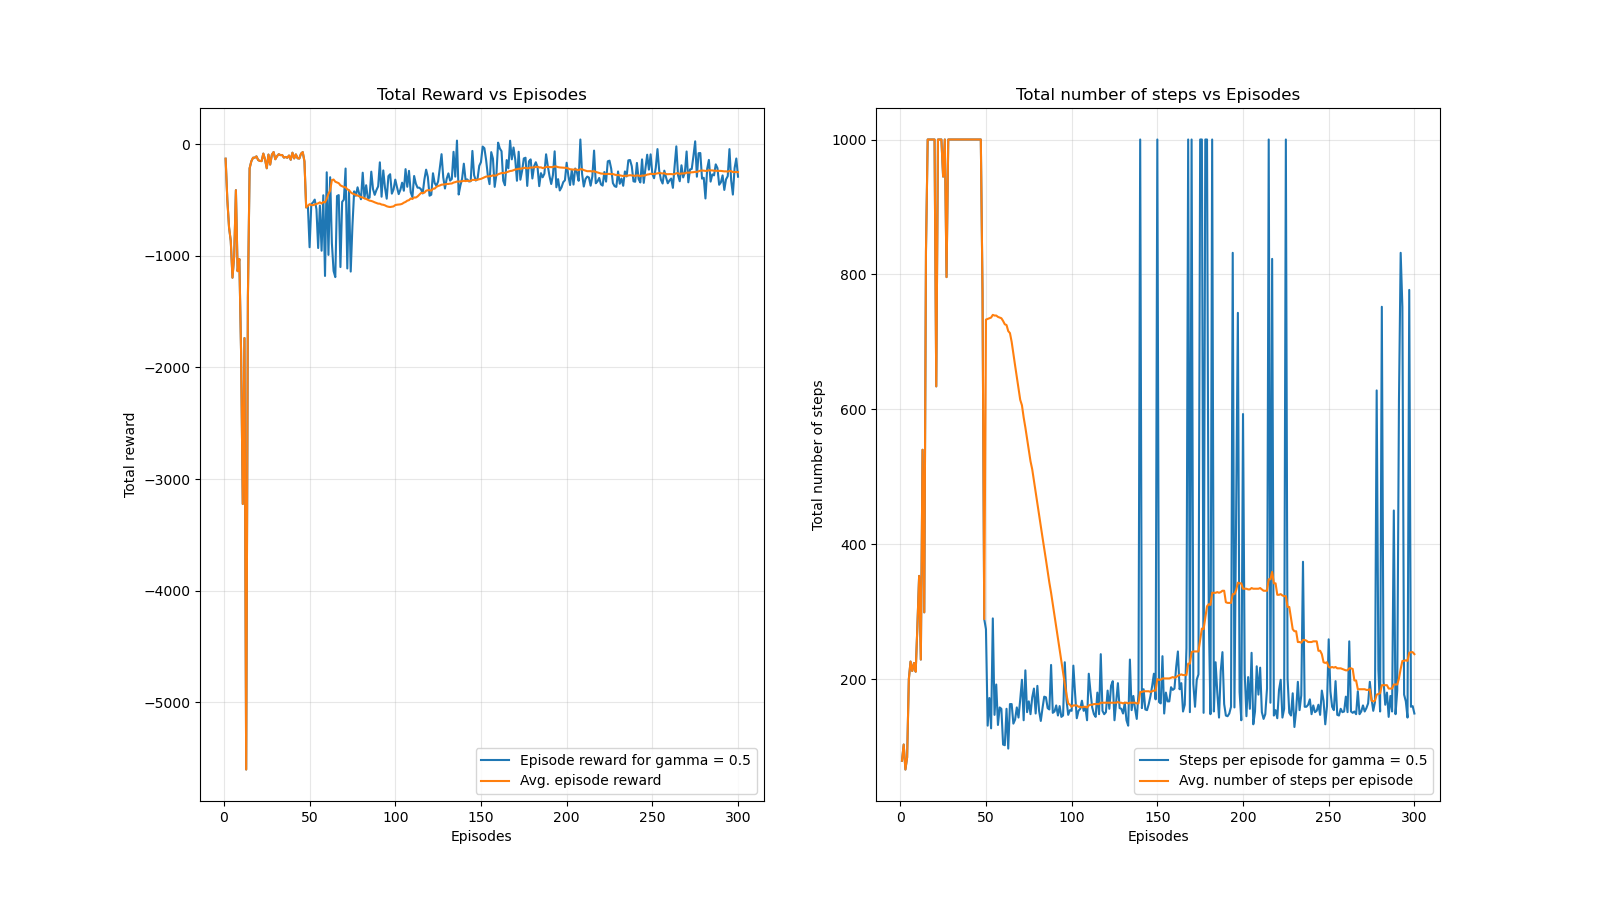 Total Reward vs Episodes
Total reward
0
−1000
−2000
−3000
−4000
−5000
0 50 100 150 200 250 300
Episodes
Episode reward for gamma = 0.5
Avg. episode reward
Total number of steps vs Episodes
Total number of steps
1000
800
600
400
200
0 50 100 150 200 250 300
Episodes
Steps per episode for gamma = 0.5
Avg. number of steps per episode